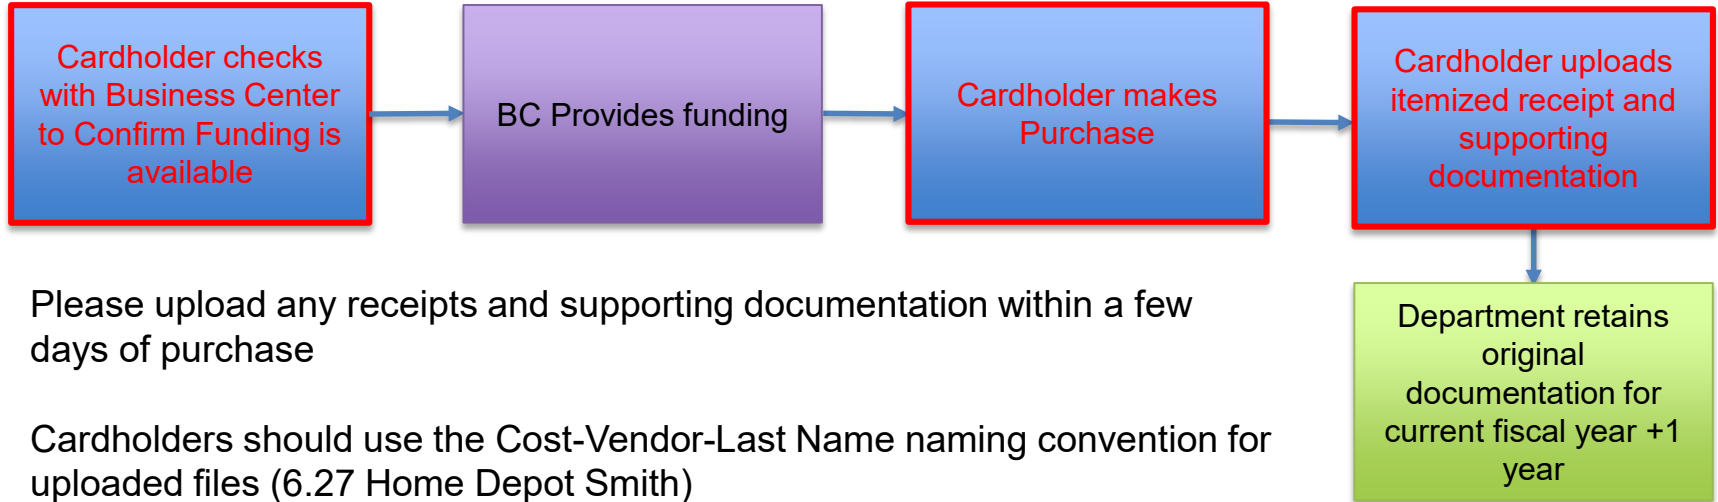 Cardholder checks
with Business Center
to Confirm Funding is
available
BC Provides funding
Cardholder makes
Purchase
Cardholder uploads
itemized receipt and
supporting
documentation
Please upload any receipts and supporting documentation within a few
days of purchase
Cardholders should use the Cost-Vendor-Last Name naming convention for
uploaded files (6.27 Home Depot Smith)
Department retains
original
documentation for
current fiscal year +1
year